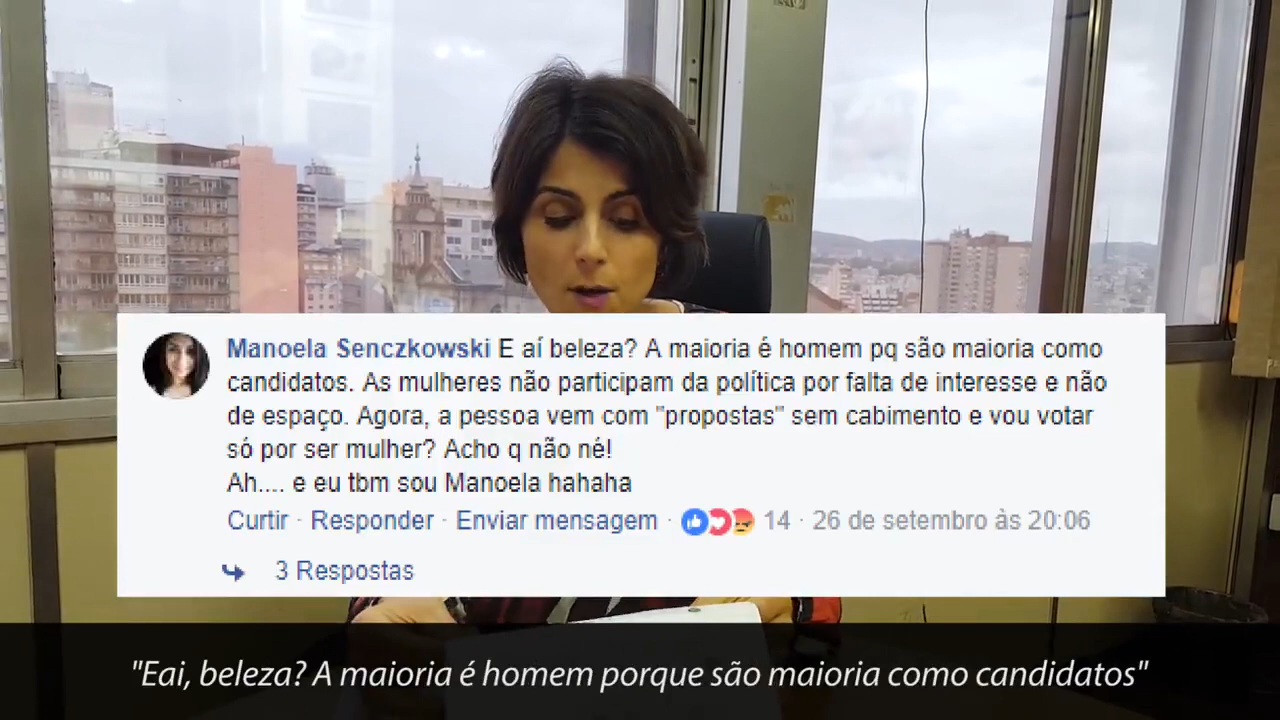 Manoela Senczkowski E aí beleza? A maioria é homem pq são maioria como
candidatos. As mulheres não participam da política por falta de interesse e não
de espaço. Agora, a pessoa vem com "propostas" sem cabimento e vou votar
só por ser mulher? Acho q não né!
Ah.... e eu tbm sou Manoela hahaha
Curtir · Responder · Enviar mensagem · 14 · 26 de setembro às 20:06
3 Respostas
"Eai, beleza? A maioria é homem porque são maioria como candidatos"